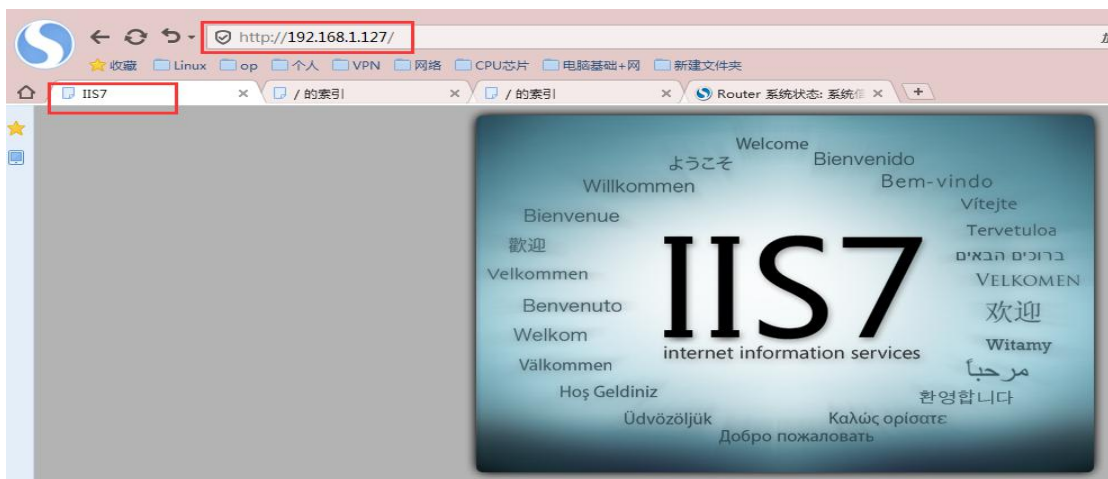 http://192.168.1.127/
收藏 Linux op 个人 VPN 网络 CPU芯片 电脑基础+网 新建文件夹
IIS7 / 的索引 / 的索引 Router 系统状态: 系统
Welcome
ようこそ Bienvenido
Willkommen Bem-vindo
Vítejte
Bienvenue
Tervetuloa
歡迎
ברוכים הבאים
Velkommen
VELKOMEN
Benvenuto
欢迎
IIS7
Welkom
Witamy
internet information services
Välkommen
مرحباً
Hoş Geldiniz
환영합니다
Üdvözöljük Καλώς ορίσατε
Добро пожаловать